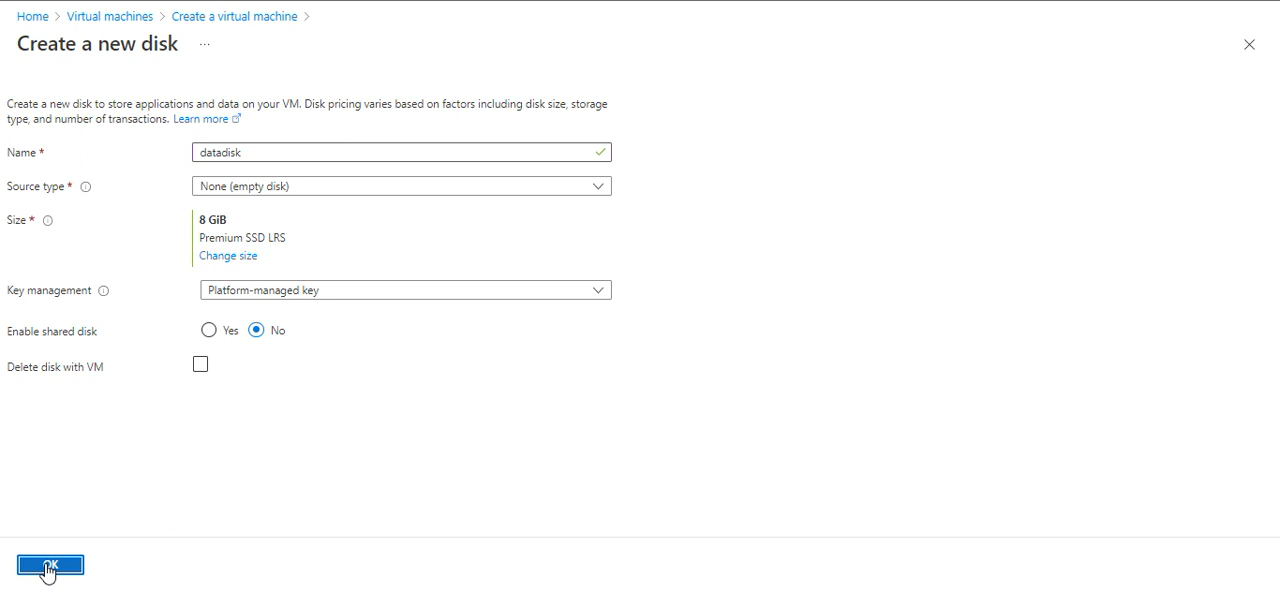 Home > Virtual machines > Create a virtual machine >
Create a new disk ...
Create a new disk to store applications and data on your VM. Disk pricing varies based on factors including disk size, storage
type, and number of transactions. Learn more
Name * datadisk
Source type * None (empty disk)
Size * 8 GiB
Premium SSD LRS
Change size
Key management Platform-managed key
Enable shared disk Yes No
Delete disk with VM
OK